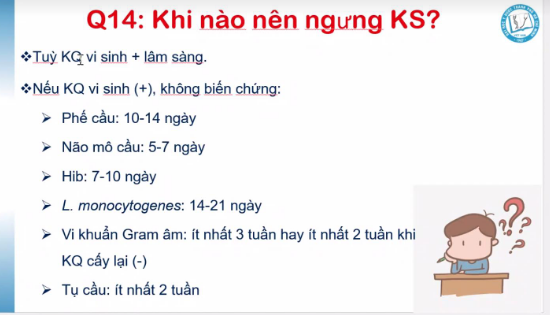 Q14: Khi nào nên ngưng KS?
❖Tuỳ KQ vi sinh + lâm sàng.
❖Nếu KQ vi sinh (+), không biến chứng:
➢ Phế cầu: 10-14 ngày
➢ Não mô cầu: 5-7 ngày
➢ Hib: 7-10 ngày
➢ L. monocytogenes: 14-21 ngày
➢ Vi khuẩn Gram âm: ít nhất 3 tuần hay ít nhất 2 tuần khi
KQ cấy lại (-)
➢ Tụ cầu: ít nhất 2 tuần